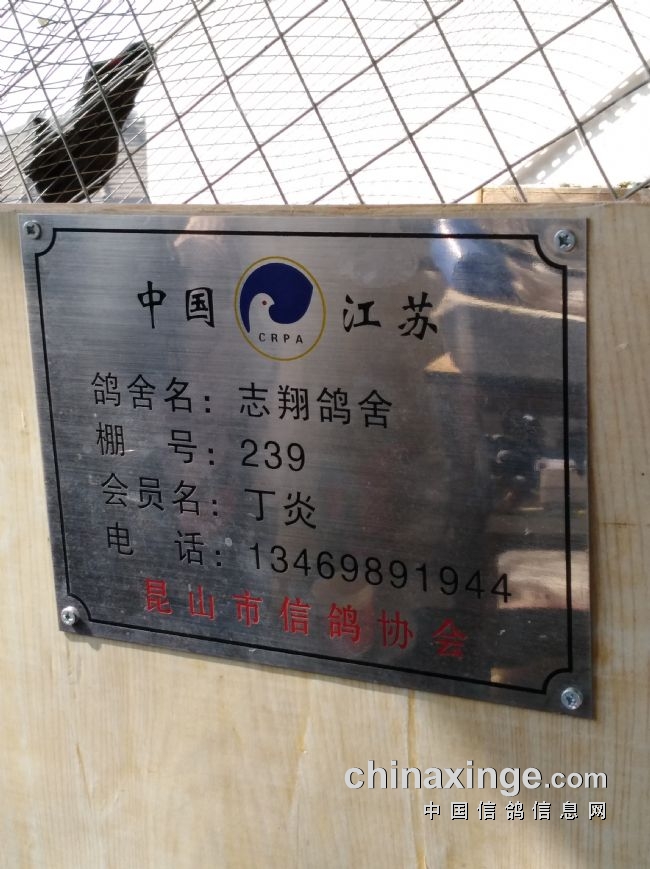 中国 CRPA 江苏
鸽舍名：志翔鸽舍
棚 号：239
会员名：丁炎
电 话：13469891944
昆山市信鸽协会
chinaxinge.com
中国信鸽信息网